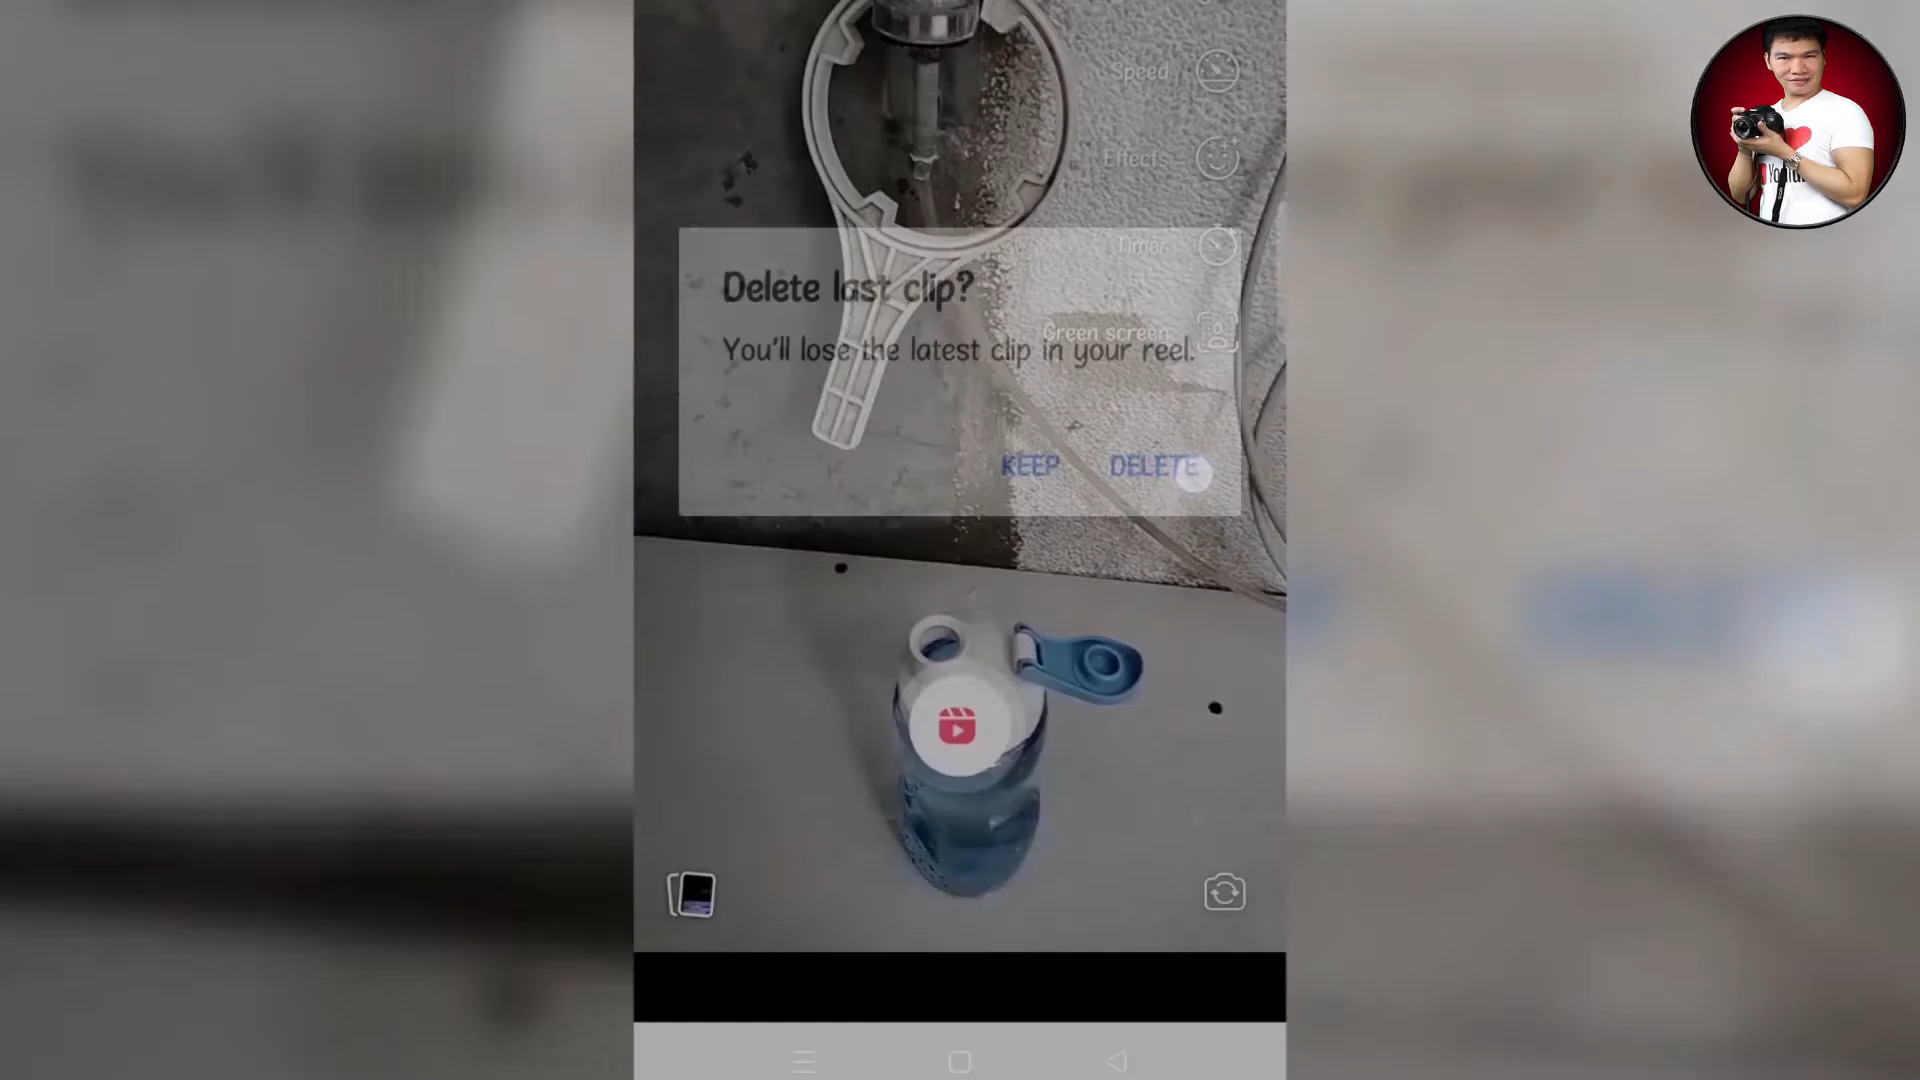 Speed
Effects
Timer
Delete last clip?
Green screen
You'll lose the latest clip in your reel.
KEEP DELETE